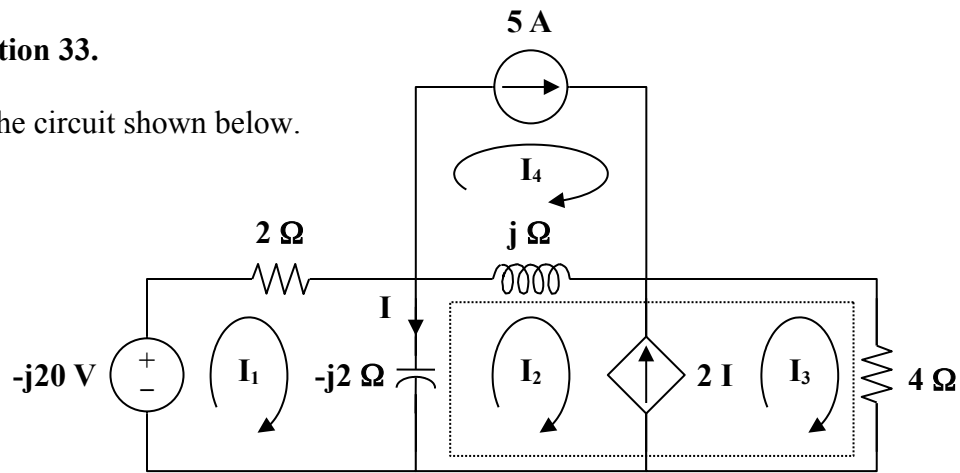 5 A
tion 33.
he circuit shown below.
I₄
2 Ω
j Ω
I
-j20 V
+
−
I₁
-j2 Ω
I₂
2 I
I₃
4 Ω